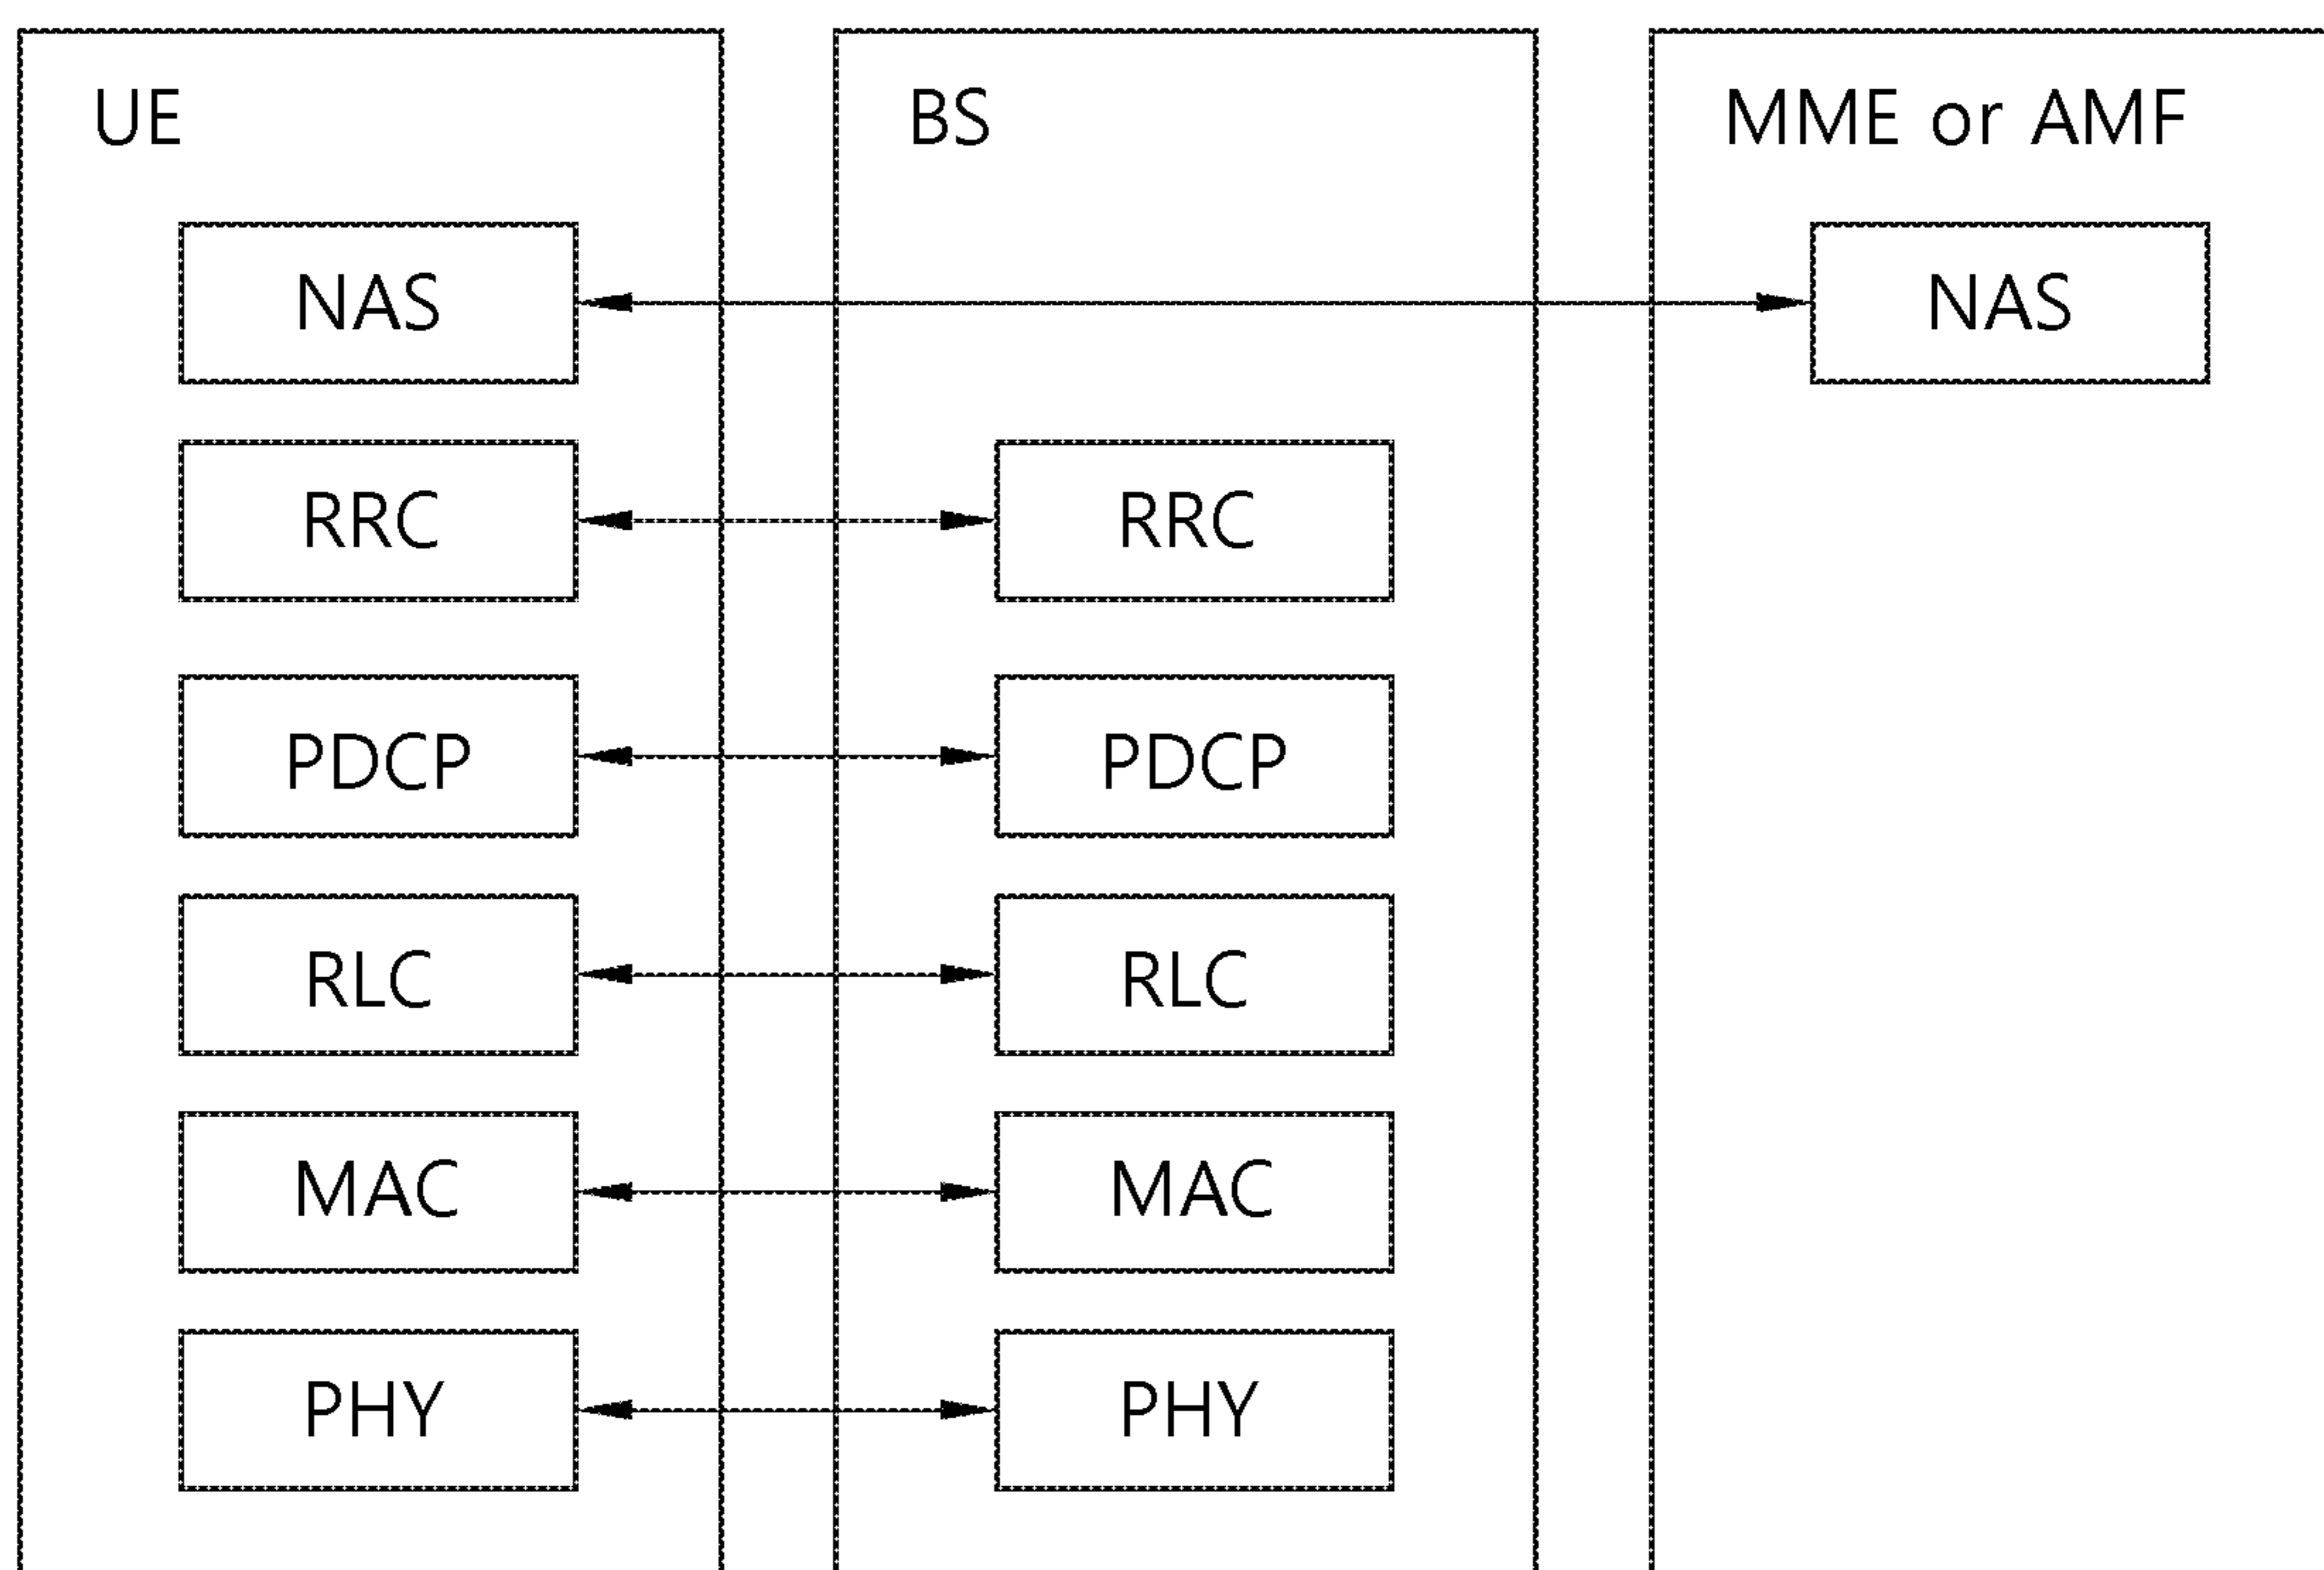 UE
BS
MME or AMF
NAS
NAS
RRC
RRC
PDCP
PDCP
RLC
RLC
MAC
MAC
PHY
PHY